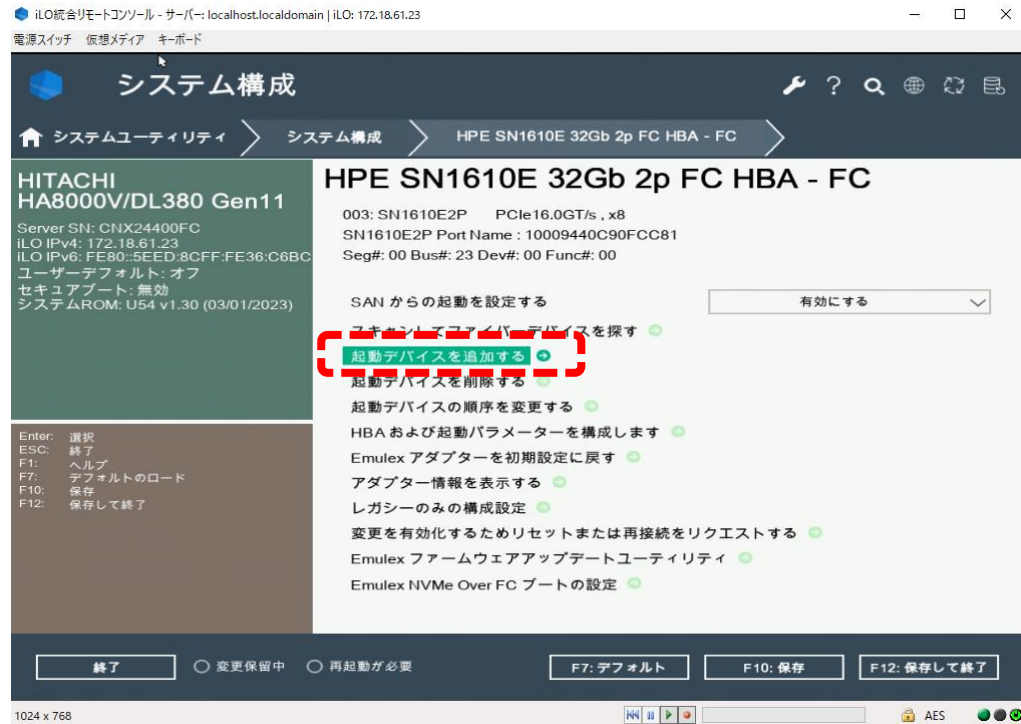 iLO統合リモートコンソール - サーバー: localhost.localdomain | iLO: 172.18.61.23
電源スイッチ 仮想メディア キーボード
システム構成
システムユーティリティ システム構成 HPE SN1610E 32Gb 2p FC HBA - FC
HITACHI
HA8000V/DL380 Gen11
Server SN: CNX24400FC
iLO IPv4: 172.18.61.23
iLO IPv6: FE80::5EED:8CFF:FE36:C6BC
ユーザーデフォルト: オフ
セキュアブート: 無効
システムROM: U54 v1.30 (03/01/2023)
Enter: 選択
ESC: 終了
F1: ヘルプ
F7: デフォルトのロード
F10: 保存
F12: 保存して終了
HPE SN1610E 32Gb 2p FC HBA - FC
003: SN1610E2P PCIe16.0GT/s , x8
SN1610E2P Port Name : 10009440C90FCC81
Seg#: 00 Bus#: 23 Dev#: 00 Func#: 00
SAN からの起動を設定する 有効にする
スキャンしてファイバーデバイスを探す
起動デバイスを追加する
起動デバイスを削除する
起動デバイスの順序を変更する
HBA および起動パラメーターを構成します
Emulex アダプターを初期設定に戻す
アダプター情報を表示する
レガシーのみの構成設定
変更を有効化するためリセットまたは再接続をリクエストする
Emulex ファームウェアアップデートユーティリティ
Emulex NVMe Over FC ブートの設定
終了 変更保留中 再起動が必要 F7: デフォルト F10: 保存 F12: 保存して終了
1024 x 768 AES